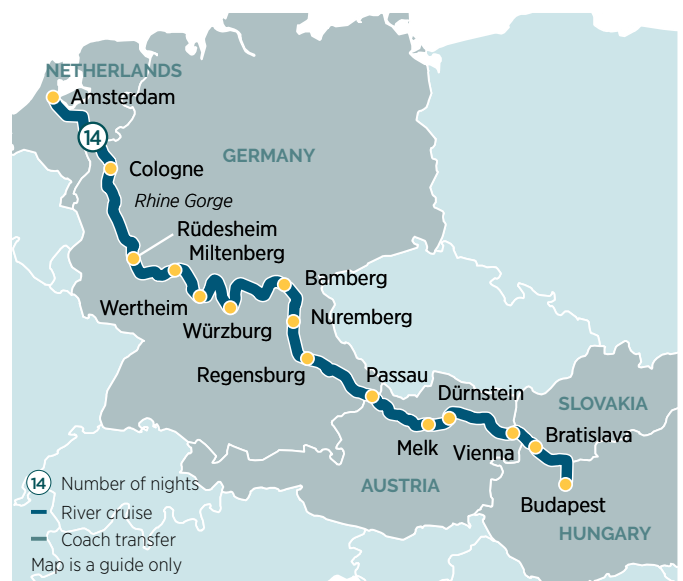 NETHERLANDS
Amsterdam
14
GERMANY
Cologne
Rhine Gorge
Rüdesheim
Miltenberg
Bamberg
Wertheim
Nuremberg
Würzburg
Regensburg
Passau
Dürnstein
SLOVAKIA
Bratislava
Melk
Vienna
AUSTRIA
Budapest
HUNGARY
14 Number of nights
River cruise
Coach transfer
Map is a guide only